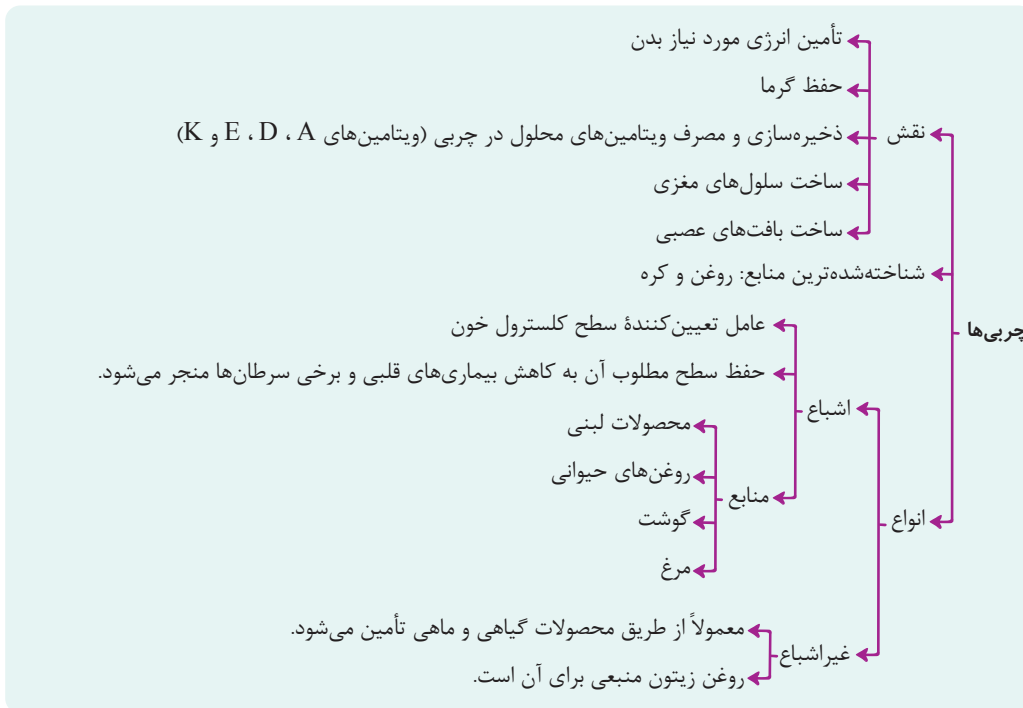 چربی‌ها
نقش
تأمین انرژی مورد نیاز بدن
حفظ گرما
ذخیره‌سازی و مصرف ویتامین‌های محلول در چربی (ویتامین‌های A ، D ، E و K)
ساخت سلول‌های مغزی
ساخت بافت‌های عصبی
شناخته‌شده‌ترین منابع: روغن و کره
انواع
اشباع
عامل تعیین‌کنندهٔ سطح کلسترول خون
حفظ سطح مطلوب آن به کاهش بیماری‌های قلبی و برخی سرطان‌ها منجر می‌شود.
منابع
محصولات لبنی
روغن‌های حیوانی
گوشت
مرغ
غیراشباع
معمولاً از طریق محصولات گیاهی و ماهی تأمین می‌شود.
روغن زیتون منبعی برای آن است.